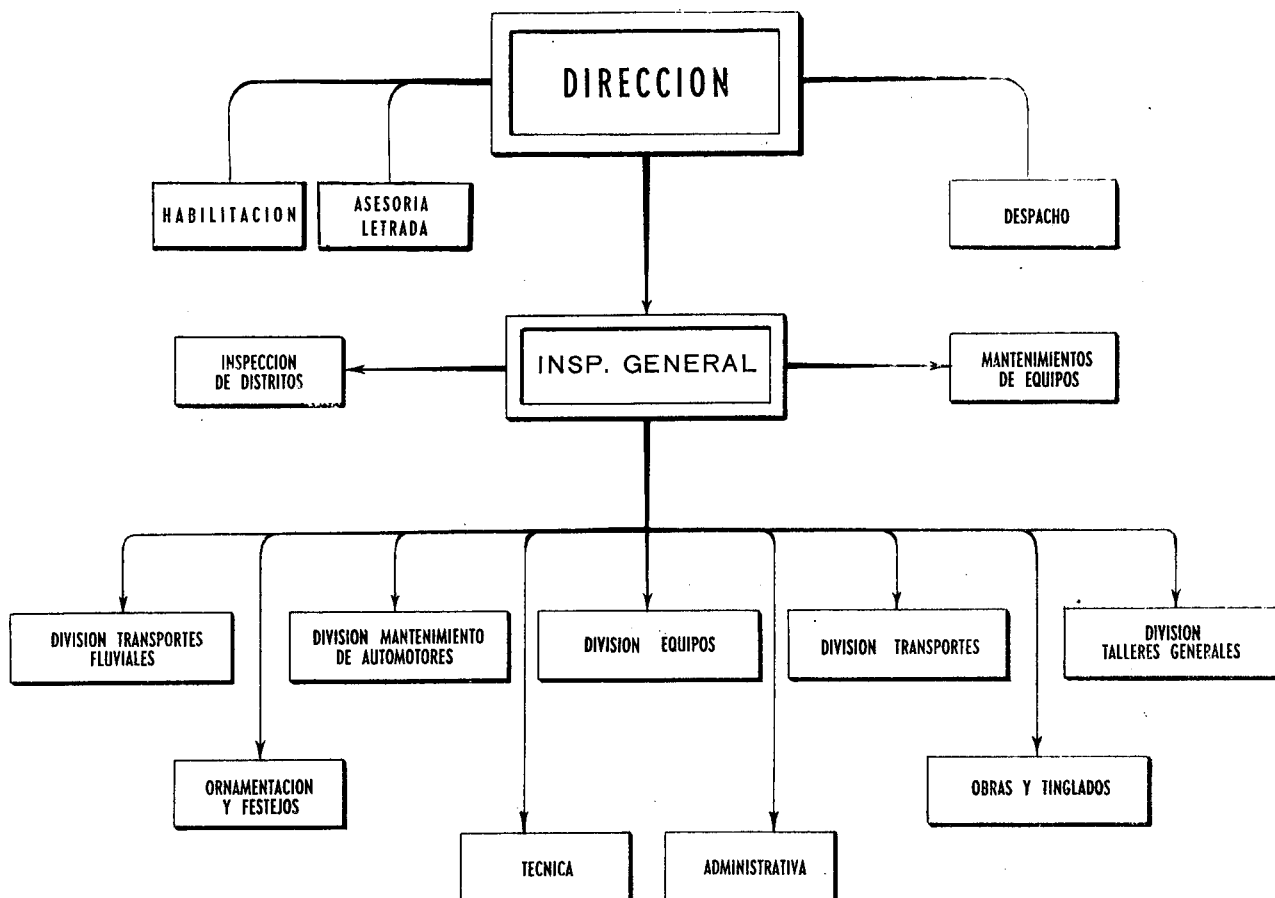 DIRECCION
HABILITACION
ASESORIA
LETRADA
DESPACHO
INSPECCION
DE DISTRITOS
INSP. GENERAL
MANTENIMIENTOS
DE EQUIPOS
DIVISION TRANSPORTES
FLUVIALES
DIVISION MANTENIMIENTO
DE AUTOMOTORES
DIVISION EQUIPOS
DIVISION TRANSPORTES
DIVISION
TALLERES GENERALES
ORNAMENTACION
Y FESTEJOS
OBRAS Y TINGLADOS
TECNICA
ADMINISTRATIVA